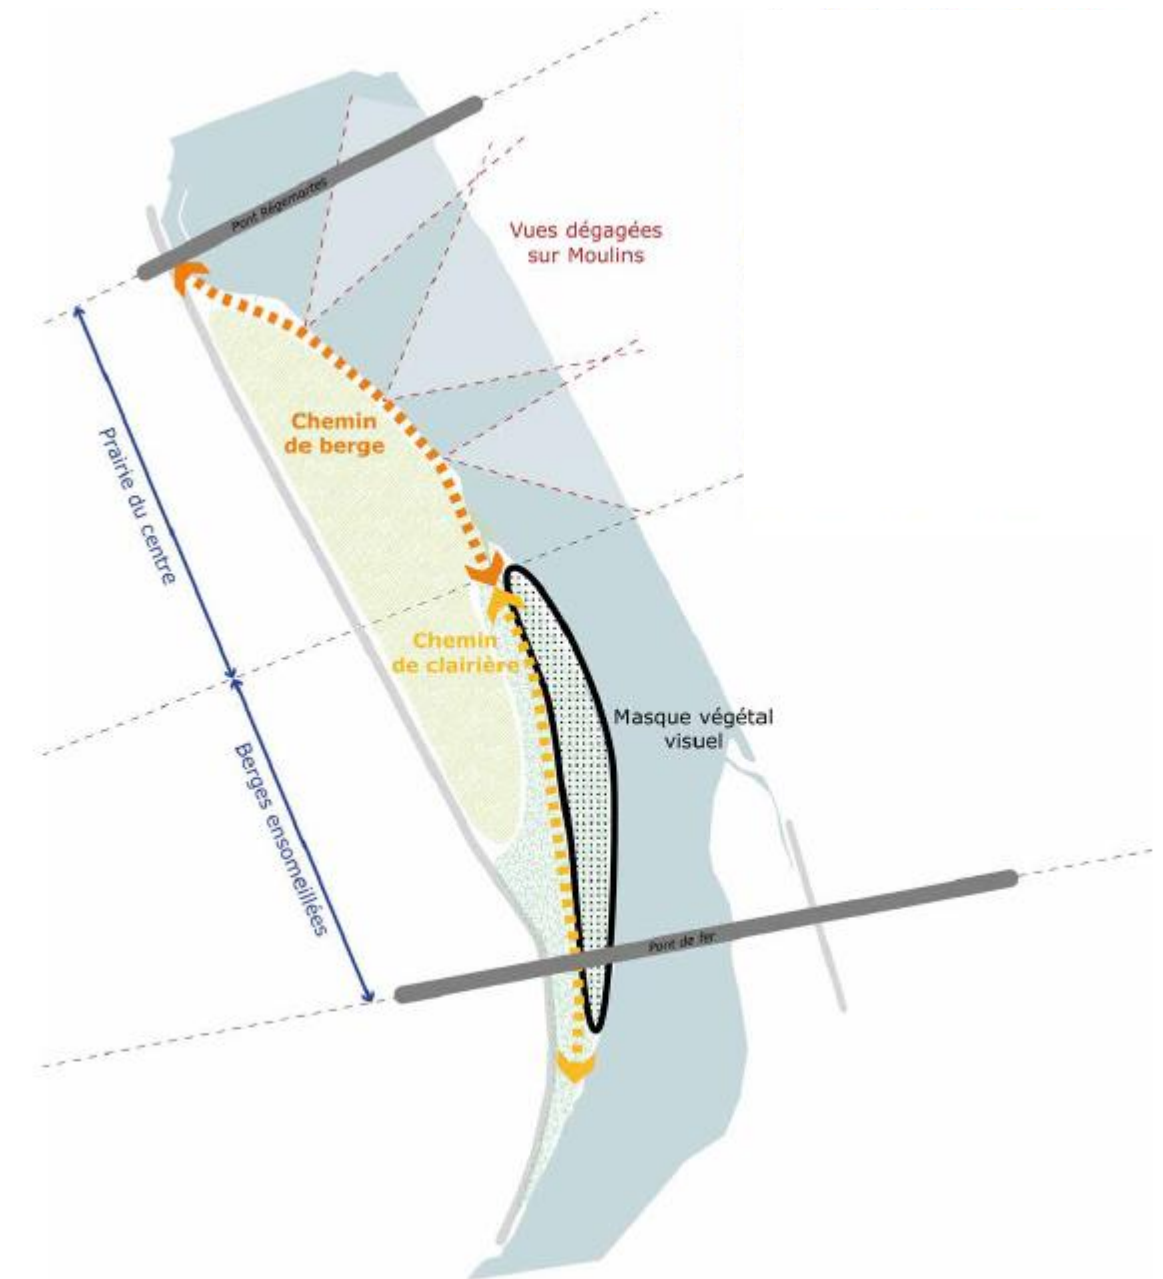 Pont Régemortes
Vues dégagées
sur Moulins
Chemin
de berge
Prairie du centre
Chemin
de clairière
Masque végétal
visuel
Berges ensomeillées
Pont de fer